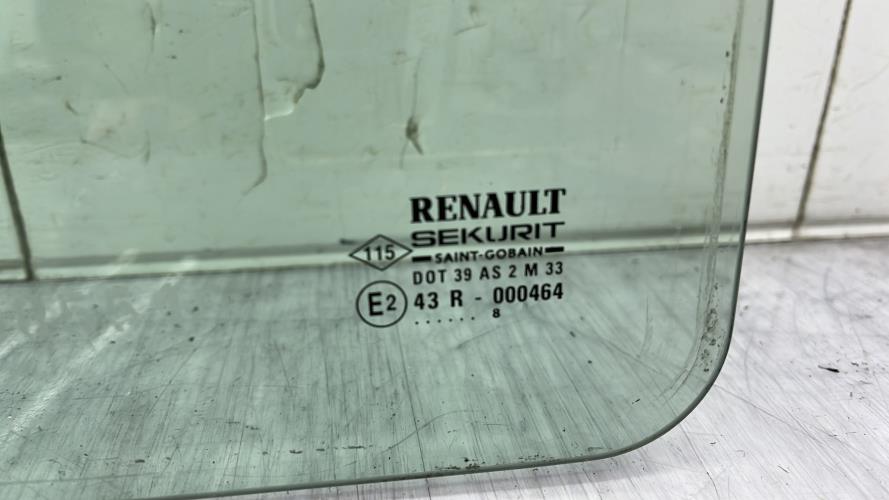 RENAULT
SEKURIT
115
SAINT-GOBAIN
DOT 39 AS 2 M 33
E2
43 R - 000464
...... 8